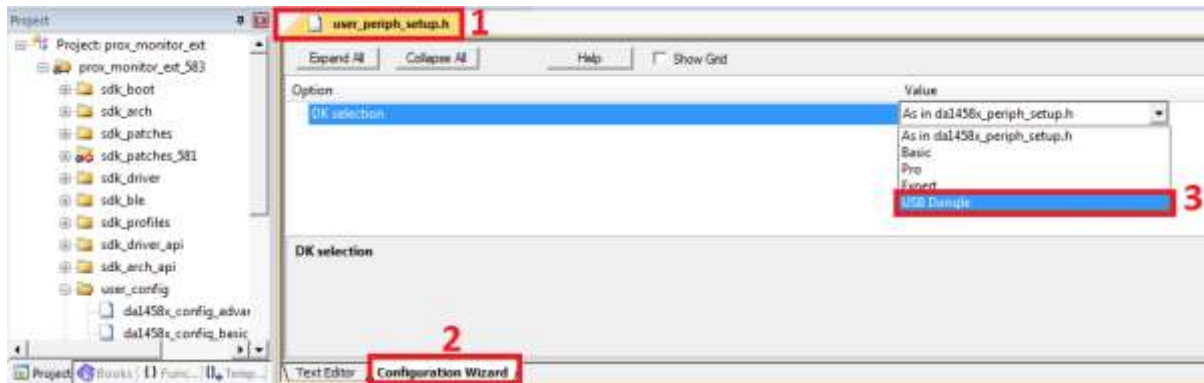 Project
Project: prox_monitor_ext
prox_monitor_ext_583
sdk_boot
sdk_arch
sdk_patches
sdk_patches_581
sdk_driver
sdk_ble
sdk_profiles
sdk_driver_api
sdk_arch_api
user_config
da1458x_config_advar
da1458x_config_basic
Project Books {} Func... Temp...
user_periph_setup.h 1
Expand All Collapse All Help Show Grid
Option Value
DK selection As in da1458x_periph_setup.h
As in da1458x_periph_setup.h
Basic
Pro
Expert
USB Dongle 3
DK selection
2
Text Editor Configuration Wizard